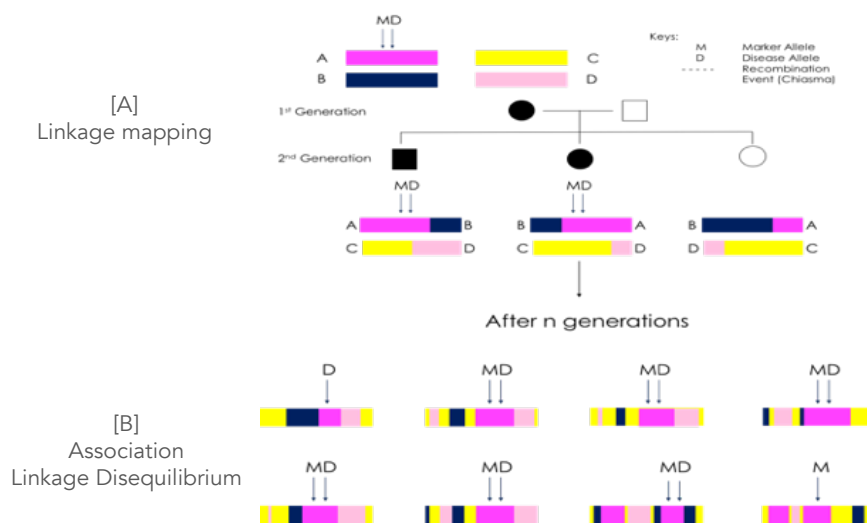 MD
A
C
B
D
Keys:
M Marker Allele
D Disease Allele
----- Recombination
Event (Chiasma)
[A]
Linkage mapping
1st Generation
2nd Generation
MD MD
A B B A B A
C D C D D C
After n generations
D MD MD MD
[B]
Association
Linkage Disequilibrium
MD MD MD M